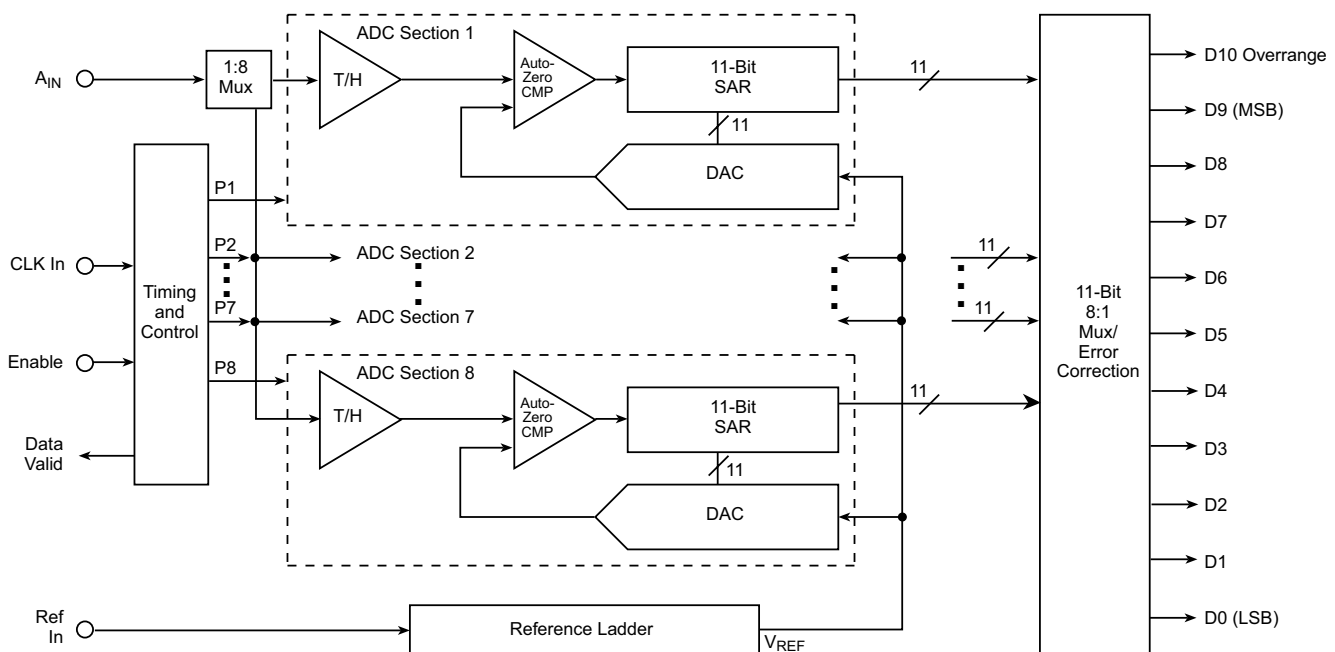 ADC Section 1
1:8
Mux
A_IN
T/H
Auto-
Zero
CMP
11-Bit
SAR
11
11
DAC
D10 Overrange
D9 (MSB)
D8
D7
D6
D5
D4
D3
D2
D1
D0 (LSB)
P1
P2
P7
P8
CLK In
Enable
Data
Valid
Timing
and
Control
ADC Section 2
ADC Section 7
11
11
11-Bit
8:1
Mux/
Error
Correction
ADC Section 8
T/H
Auto-
Zero
CMP
11-Bit
SAR
11
11
DAC
Ref
In
Reference Ladder
V_REF